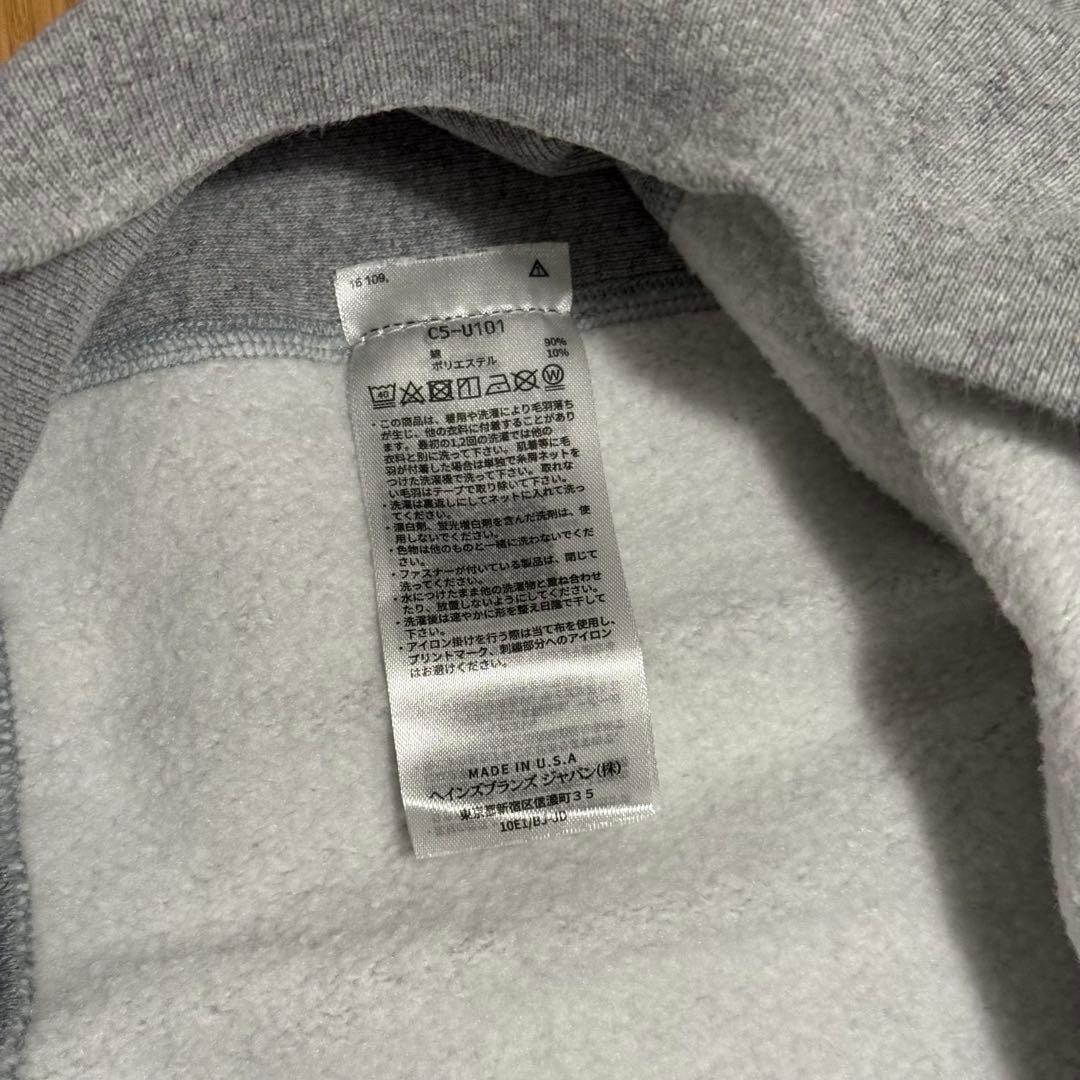 16 109.
C5-U101
綿 90%
ポリエステル 10%
40
W
・この商品は、着用や洗濯により毛羽落ち
が生じ、他の衣料に付着することがあり
ます。最初の1,2回の洗濯では他の
衣料と別に洗って下さい。肌着等に毛
羽が付着した場合は単独で糸屑ネットを
つけた洗濯機で洗って下さい。取れな
い毛羽はテープで取り除いて下さい。
・洗濯は裏返しにしてネットに入れて洗っ
てください。
・漂白剤、蛍光増白剤を含んだ洗剤は、使
用しないでください。
・色物は他のものと一緒に洗わないでくだ
さい。
・ファスナーが付いている製品は、閉じて
洗ってください。
・水につけたまま他の洗濯物と重ね合わせ
たり、放置しないようにしてください。
・洗濯後は速やかに形を整え日陰で干して
下さい。
・アイロン掛けを行う際は当て布を使用し、
プリントマーク、刺繍部分へのアイロン
はお避けください。
MADE IN U.S.A
ヘインズブランズ ジャパン(株)
東京都新宿区信濃町35
10E1/BJ-JD